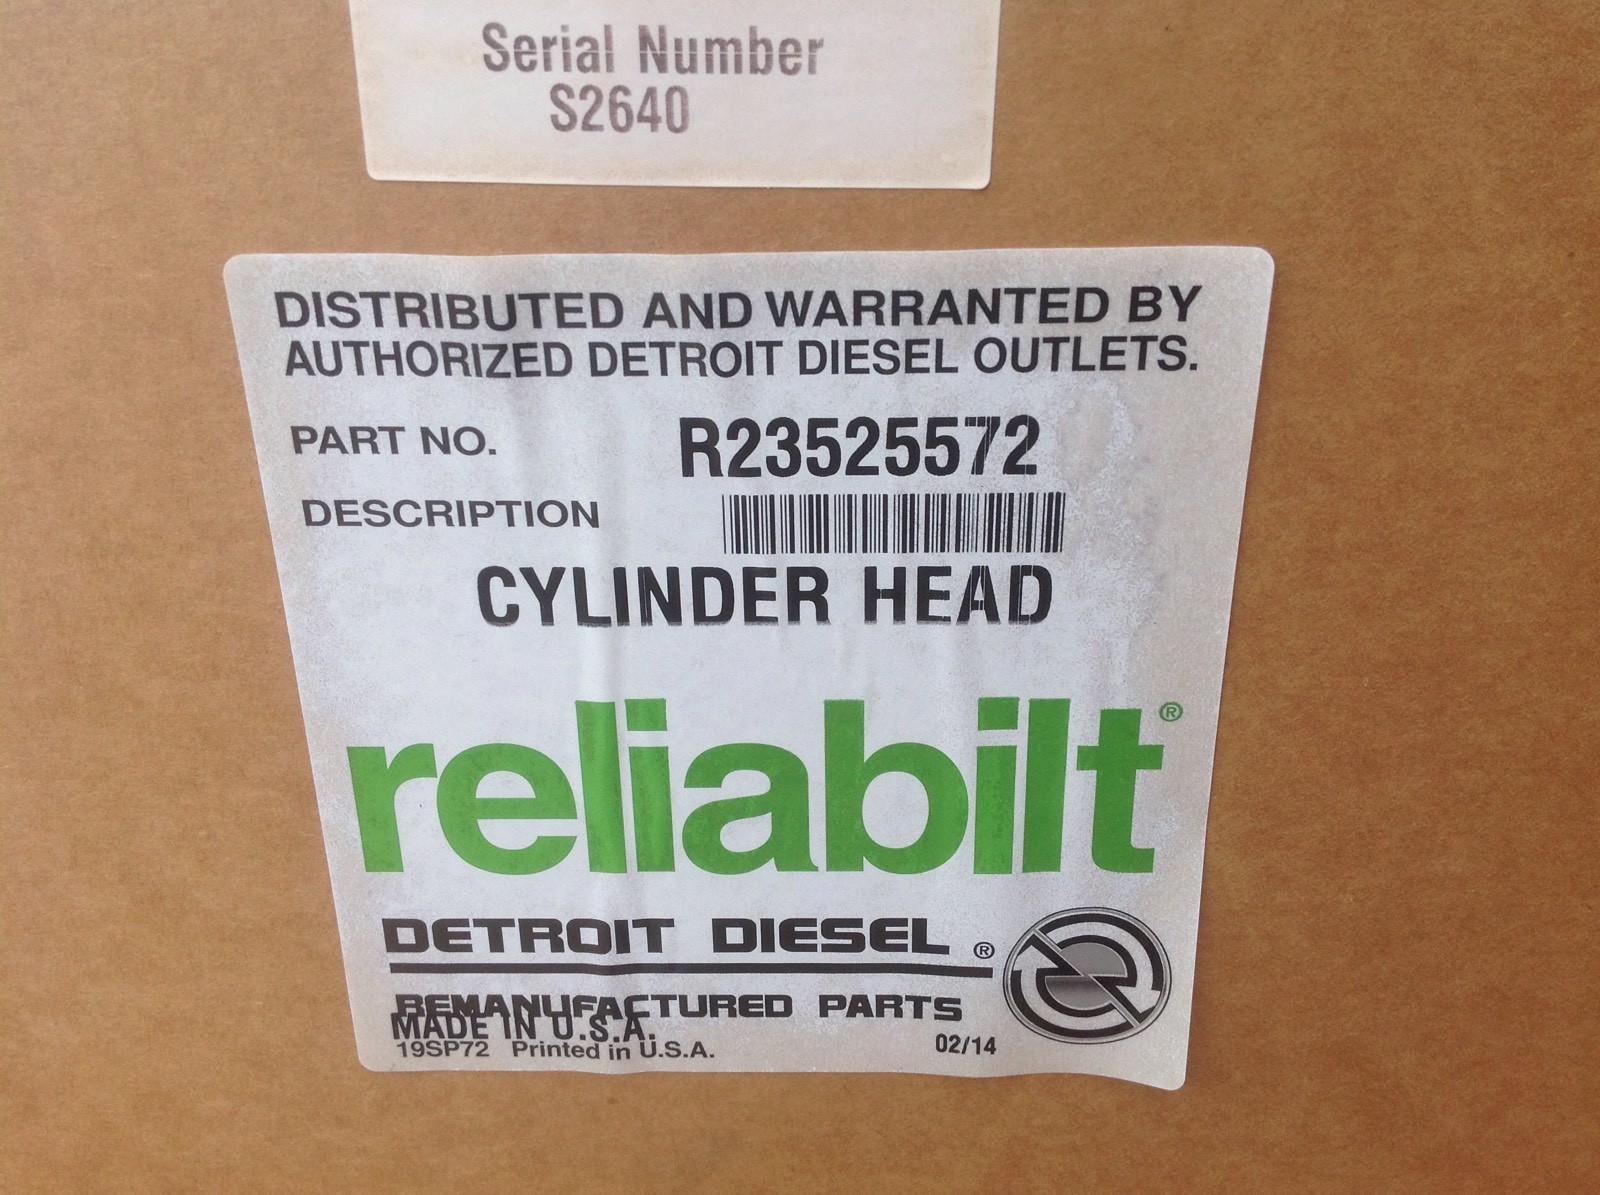 Serial Number
S2640
DISTRIBUTED AND WARRANTED BY
AUTHORIZED DETROIT DIESEL OUTLETS.
PART NO. R23525572
DESCRIPTION
CYLINDER HEAD
reliabilt®
DETROIT DIESEL ®
REMANUFACTURED PARTS
MADE IN U.S.A.
19SP72 Printed in U.S.A. 02/14